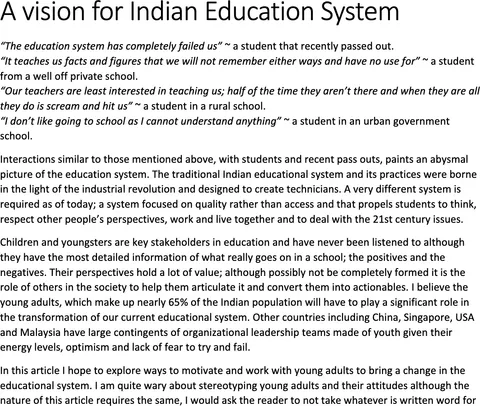 A vision for Indian Education System
“The education system has completely failed us” ~ a student that recently passed out.
“It teaches us facts and figures that we will not remember either ways and have no use for” ~ a student
from a well off private school.
“Our teachers are least interested in teaching us; half of the time they aren’t there and when they are all
they do is scream and hit us” ~ a student in a rural school.
“I don’t like going to school as I cannot understand anything” ~ a student in an urban government
school.
Interactions similar to those mentioned above, with students and recent pass outs, paints an abysmal
picture of the education system. The traditional Indian educational system and its practices were borne
in the light of the industrial revolution and designed to create technicians. A very different system is
required as of today; a system focused on quality rather than access and that propels students to think,
respect other people’s perspectives, work and live together and to deal with the 21st century issues.
Children and youngsters are key stakeholders in education and have never been listened to although
they have the most detailed information of what really goes on in a school; the positives and the
negatives. Their perspectives hold a lot of value; although possibly not be completely formed it is the
role of others in the society to help them articulate it and convert them into actionables. I believe the
young adults, which make up nearly 65% of the Indian population will have to play a significant role in
the transformation of our current educational system. Other countries including China, Singapore, USA
and Malaysia have large contingents of organizational leadership teams made of youth given their
energy levels, optimism and lack of fear to try and fail.
In this article I hope to explore ways to motivate and work with young adults to bring a change in the
educational system. I am quite wary about stereotyping young adults and their attitudes although the
nature of this article requires the same, I would ask the reader to not take whatever is written word for